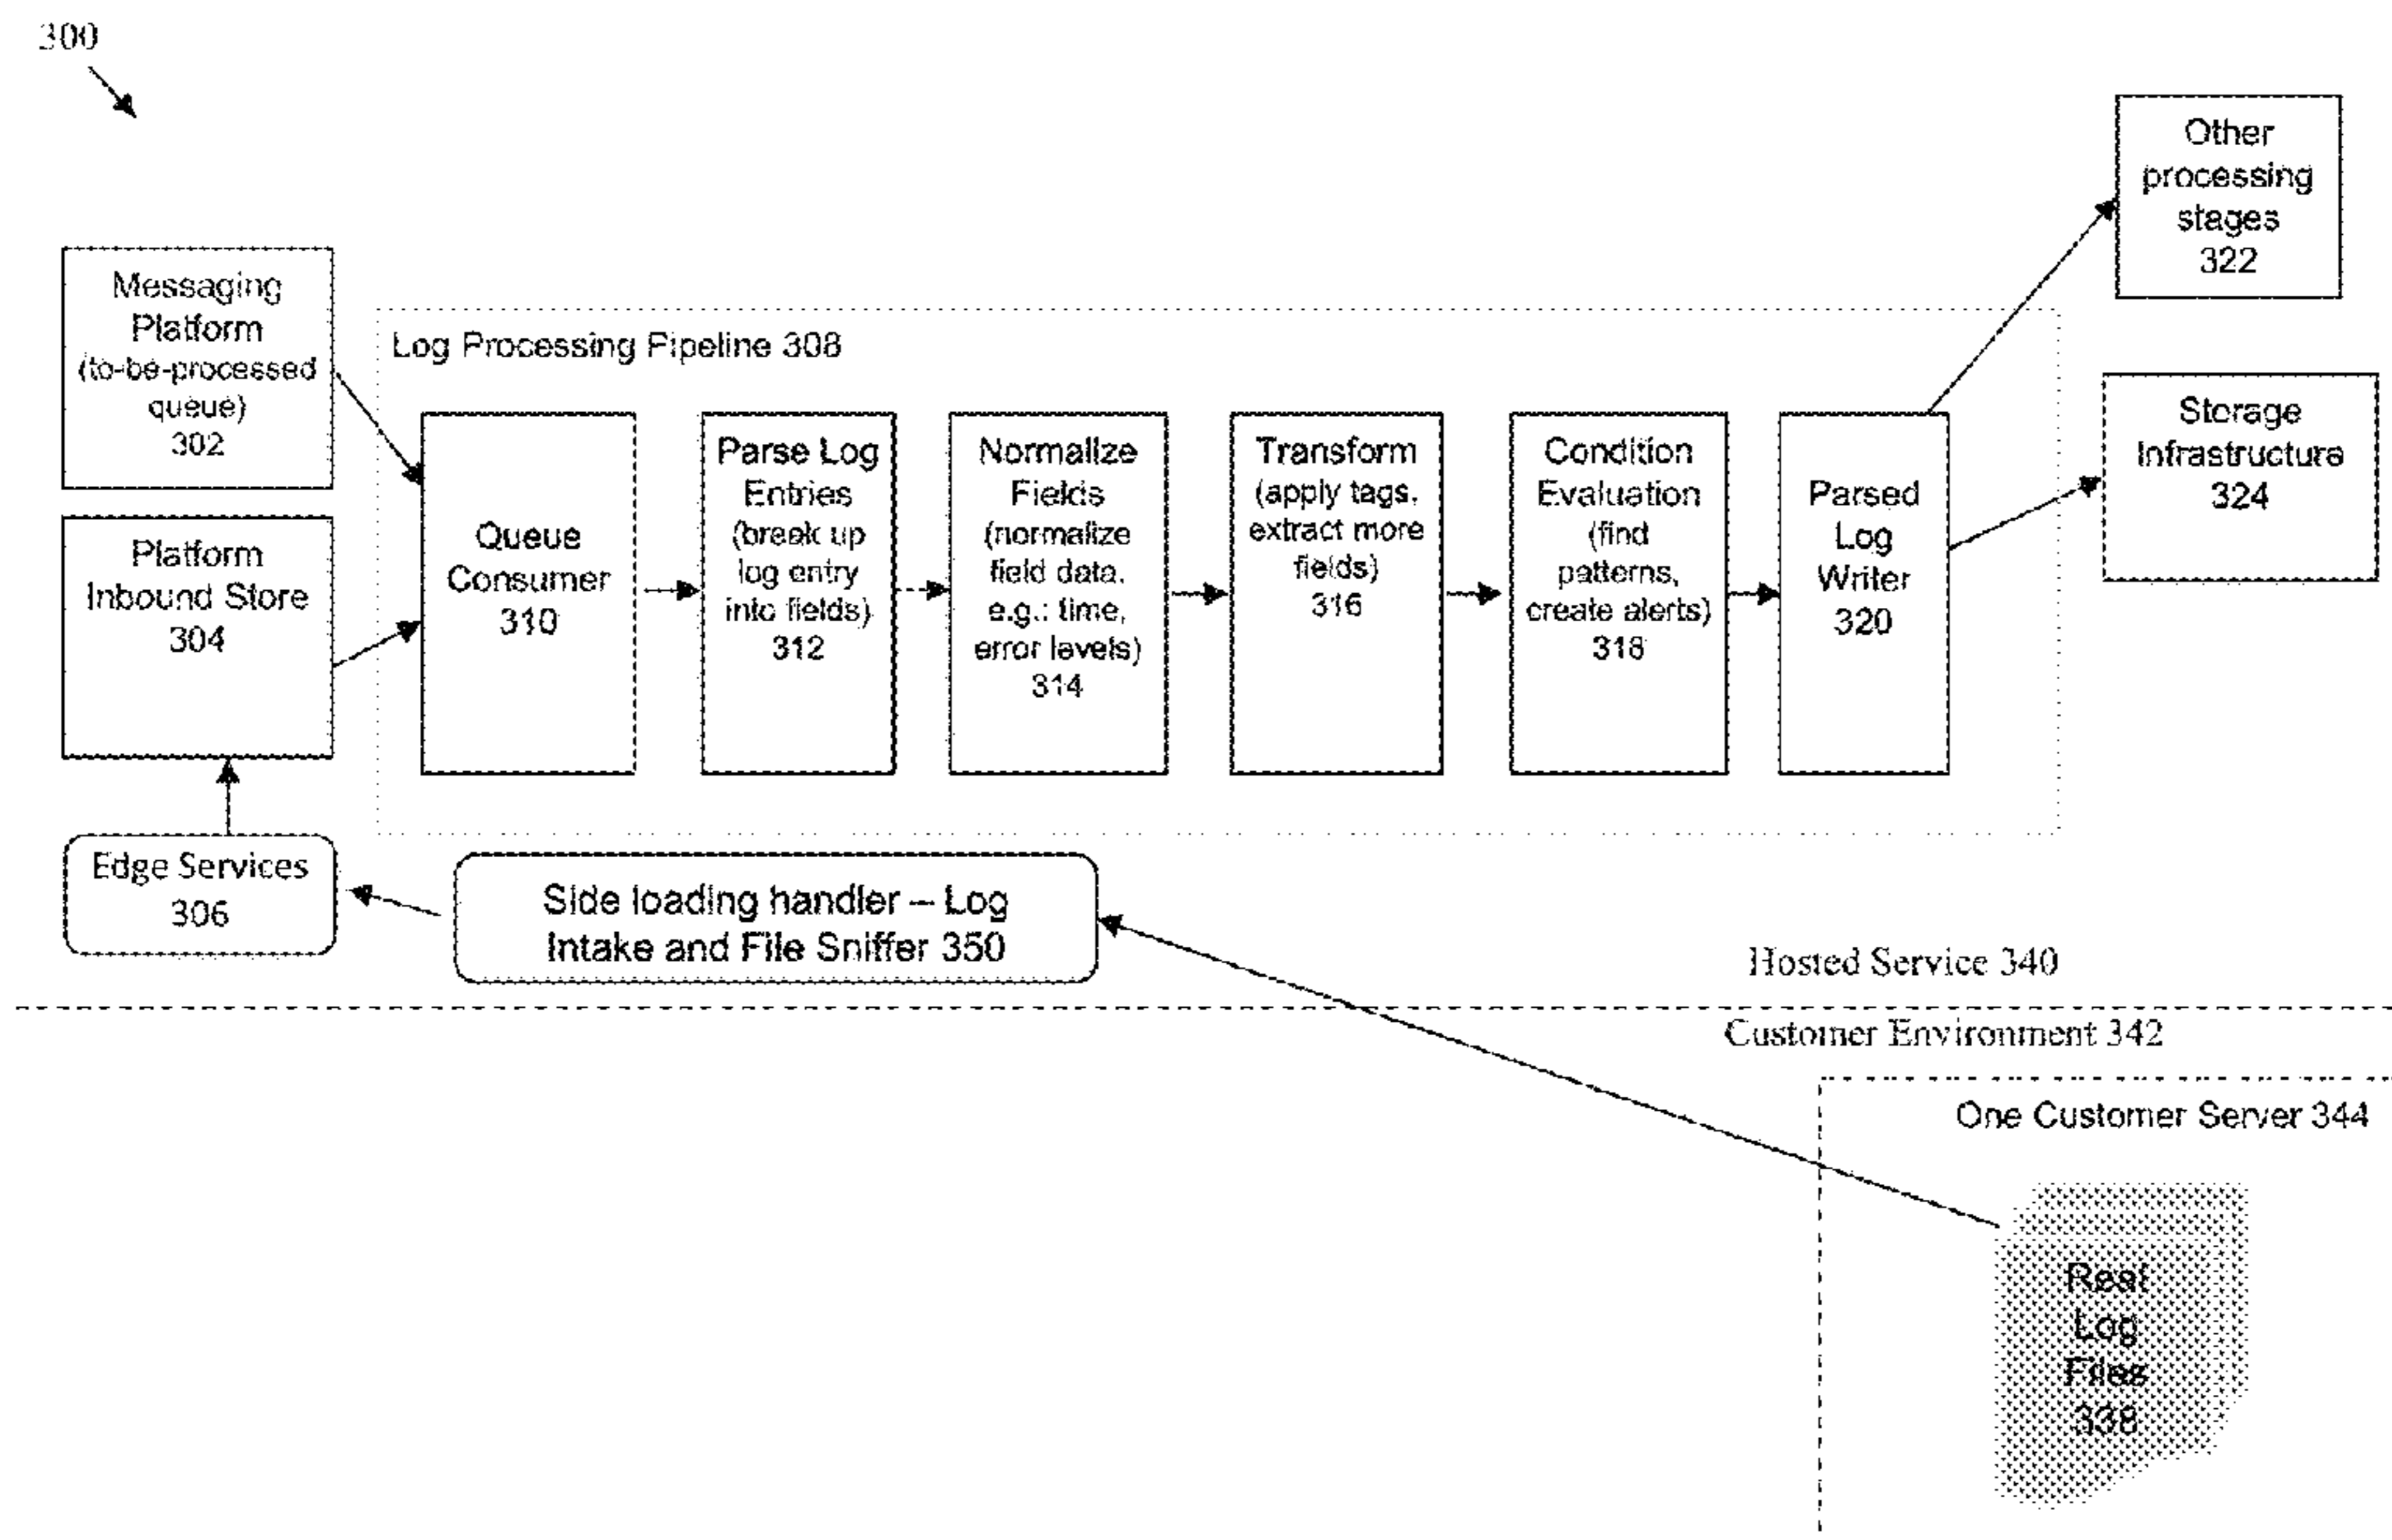 300
Other
processing
stages
322
Messaging
Platform
(to-be-processed
queue)
302
Log Processing Pipeline 308
Storage
Infrastructure
324
Platform
Inbound Store
304
Queue
Consumer
310
Parse Log
Entries
(break up
log entry
into fields)
312
Normalize
Fields
(normalize
field data,
e.g.: time,
error levels)
314
Transform
(apply tags,
extract more
fields)
316
Condition
Evaluation
(find
patterns,
create alerts)
318
Parsed
Log
Writer
320
Edge Services
306
Side loading handler – Log
Intake and File Sniffer 350
Hosted Service 340
Customer Environment 342
One Customer Server 344
Real
Log
Files
338